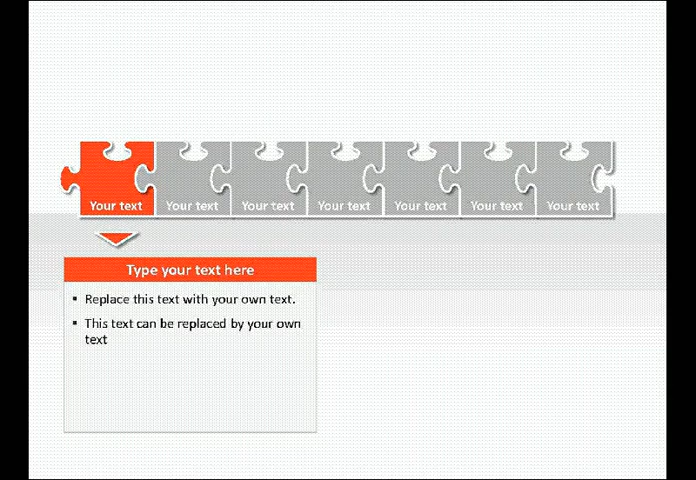 Your text Your text Your text Your text Your text Your text Your text
Type your text here
▪ Replace this text with your own text.
▪ This text can be replaced by your own
text